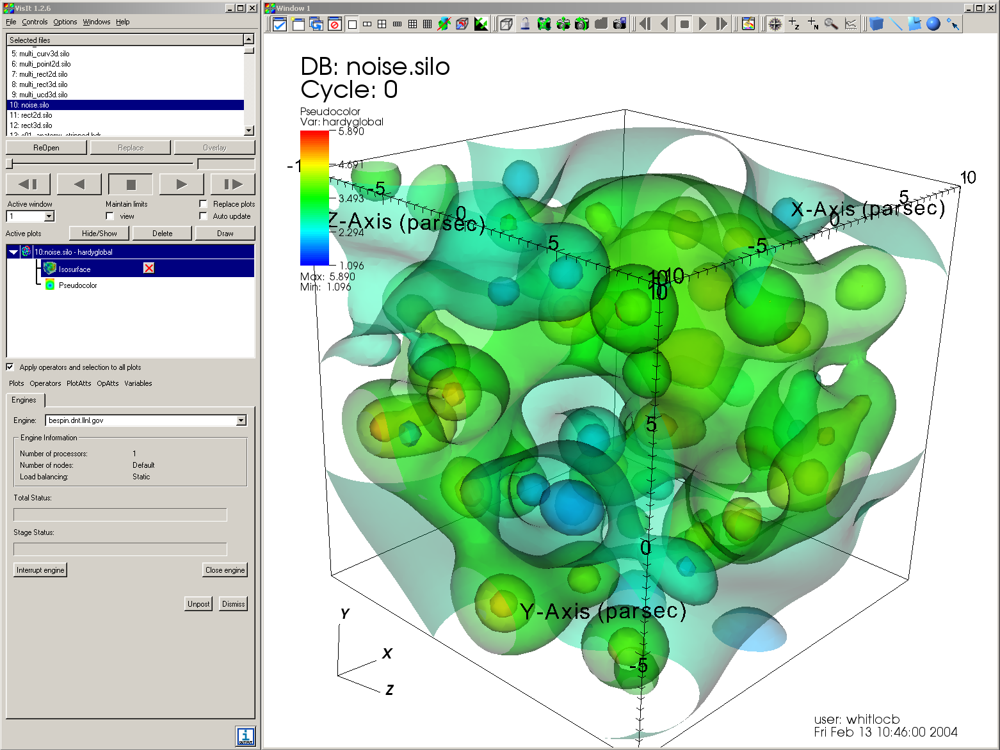 VisIt 1.2.6
File Controls Options Windows Help
Selected files
5: multi_curv3d.silo
6: multi_point2d.silo
7: multi_rect2d.silo
8: multi_rect3d.silo
9: multi_ucd3d.silo
10: noise.silo
11: rect2d.silo
12: rect3d.silo
ReOpen Replace Overlay
Active window Maintain limits Replace plots
1 view Auto update
Active plots Hide/Show Delete Draw
10:noise.silo - hardyglobal
Isosurface
Pseudocolor
Apply operators and selection to all plots
Plots Operators PlotAtts OpAtts Variables
Engines
Engine: bespin.dnt.llnl.gov
Engine Information
Number of processors: 1
Number of nodes: Default
Load balancing: Static
Total Status:
Stage Status:
Interrupt engine Close engine
Unpost Dismiss
Window 1
DB: noise.silo
Cycle: 0
Pseudocolor
Var: hardyglobal
5.890
4.691
3.493
2.294
1.096
Max: 5.890
Min: 1.096
-5
0
5
10
Z-Axis (parsec)
10
5
0
-5
10
X-Axis (parsec)
10
5
0
-5
Y-Axis (parsec)
Y
X
Z
user: whitlocb
Fri Feb 13 10:46:00 2004